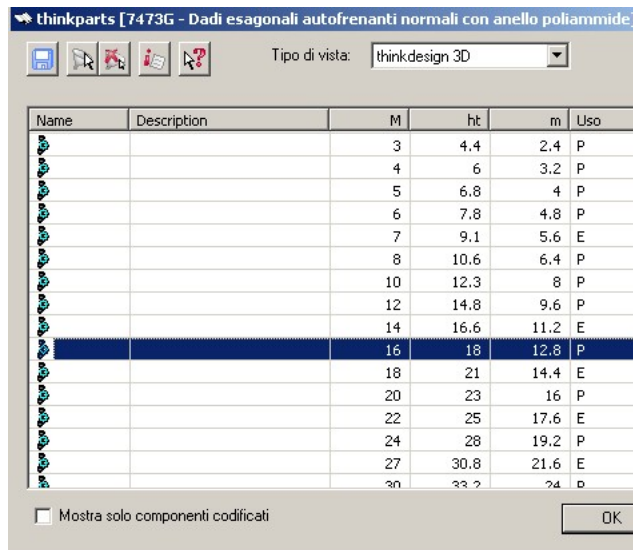 thinkparts [7473G - Dadi esagonali autofrenanti normali con anello poliammide]
Tipo di vista: thinkdesign 3D
Name Description M ht m Uso
3 4.4 2.4 P
4 6 3.2 P
5 6.8 4 P
6 7.8 4.8 P
7 9.1 5.6 E
8 10.6 6.4 P
10 12.3 8 P
12 14.8 9.6 P
14 16.6 11.2 E
16 18 12.8 P
18 21 14.4 E
20 23 16 P
22 25 17.6 E
24 28 19.2 P
27 30.8 21.6 E
30 33.2 24 P
Mostra solo componenti codificati
OK